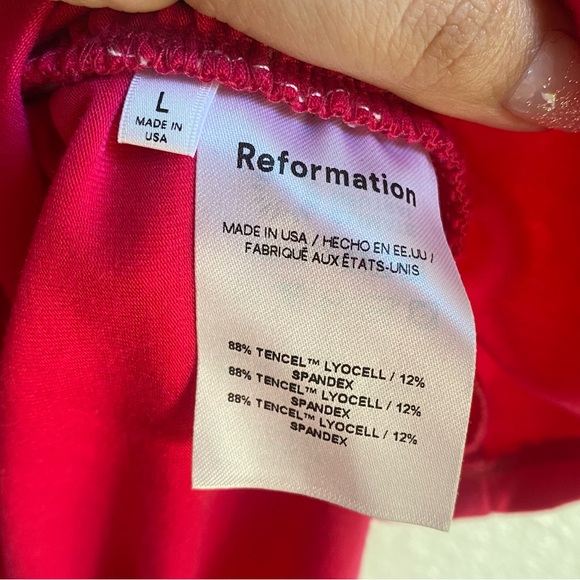 L
MADE IN
USA
Reformation
MADE IN USA / HECHO EN EE.UU /
FABRIQUÉ AUX ÉTATS-UNIS
88% TENCEL™ LYOCELL / 12%
SPANDEX
88% TENCEL™ LYOCELL / 12%
SPANDEX
88% TENCEL™ LYOCELL / 12%
SPANDEX